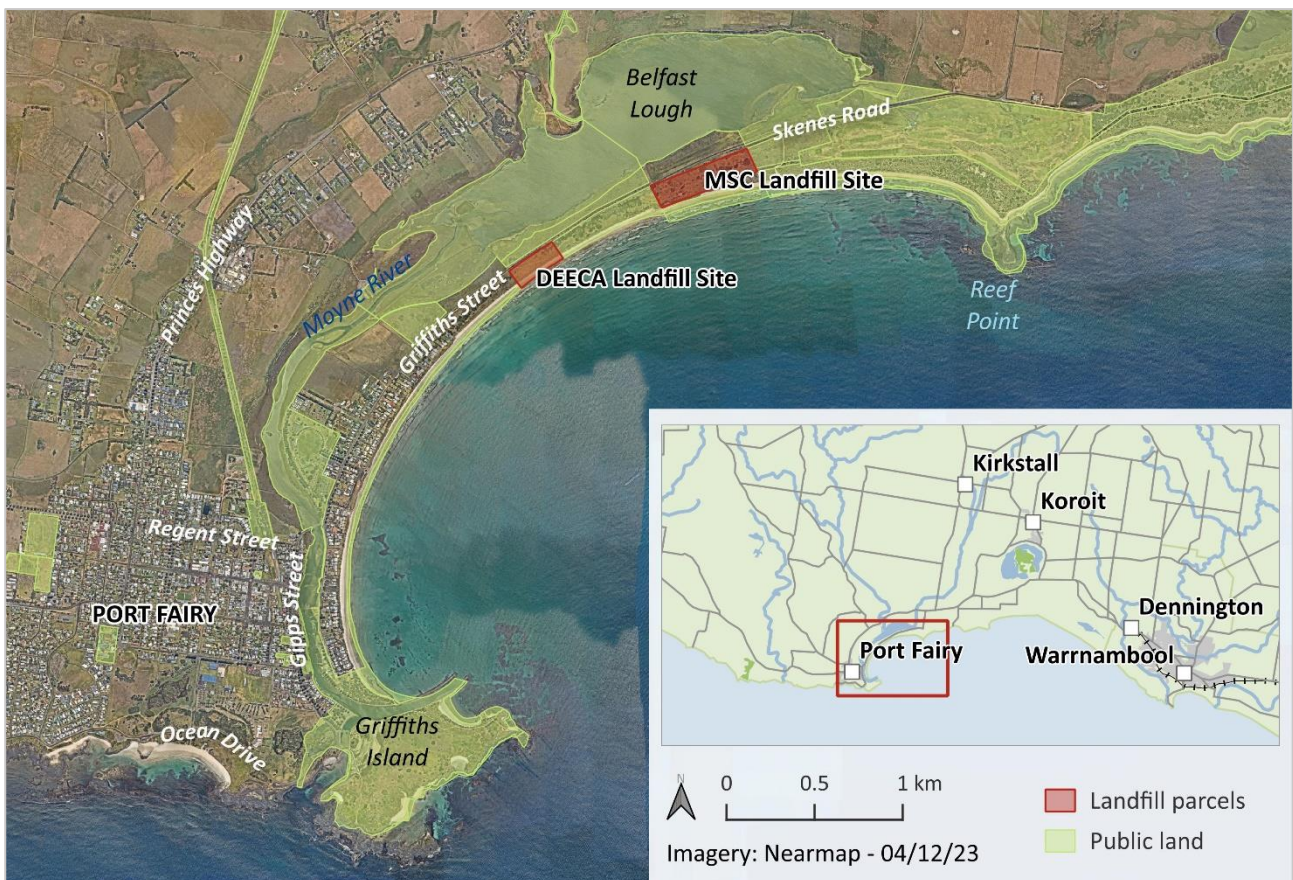 Belfast
Lough
Skenes Road
MSC Landfill Site
DEECA Landfill Site
Princes Highway
Moyne River
Griffiths Street
Reef
Point
Regent Street
Gipps Street
PORT FAIRY
Griffiths
Island
Ocean Drive
Kirkstall
Koroit
Dennington
Port Fairy
Warrnambool
N
0 0.5 1 km
Landfill parcels
Public land
Imagery: Nearmap - 04/12/23